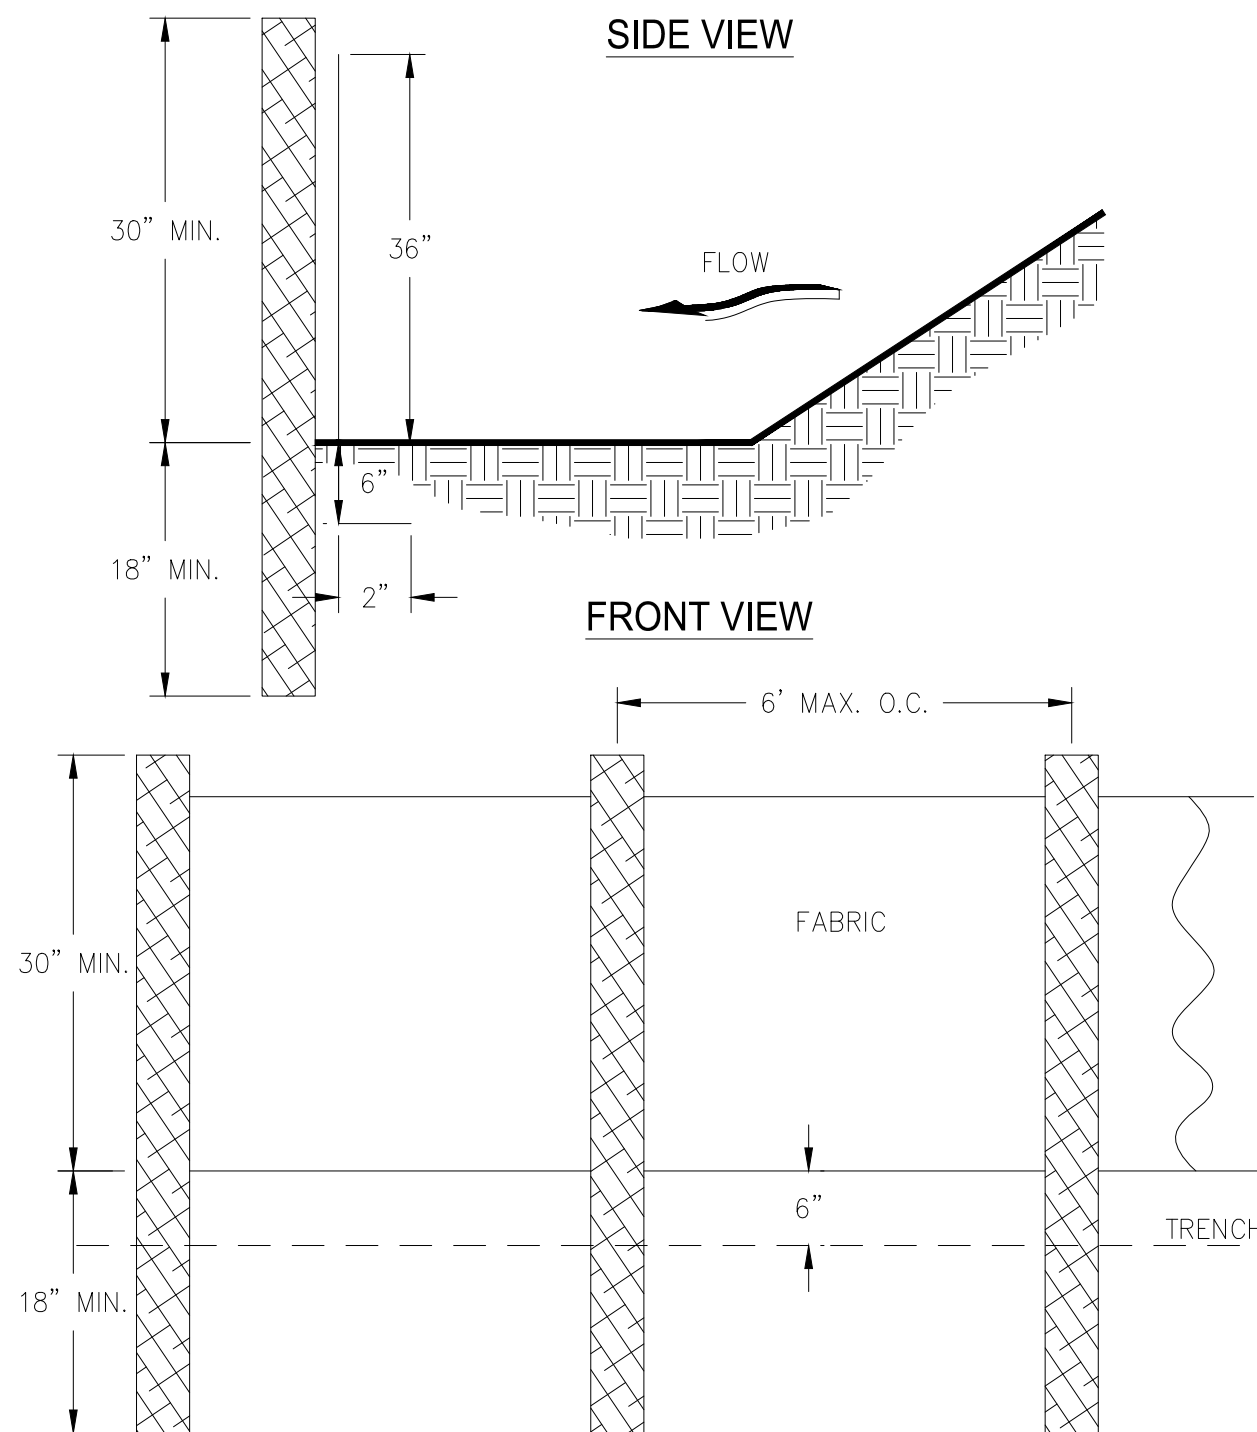 SIDE VIEW
30” MIN.
36”
FLOW
6”
18” MIN.
2”
FRONT VIEW
6’ MAX. O.C.
FABRIC
30” MIN.
6”
TRENCH
18” MIN.